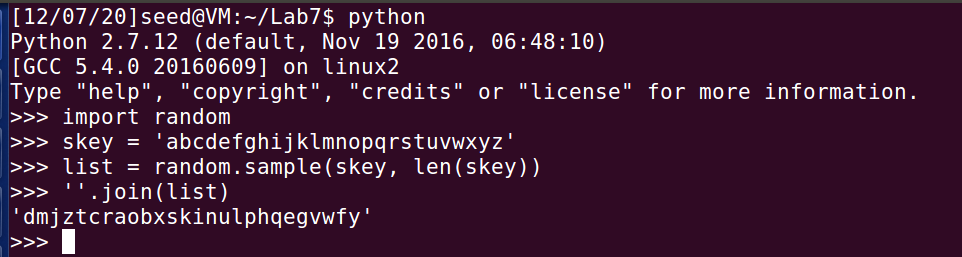 [12/07/20]seed@VM:~/Lab7$ python
Python 2.7.12 (default, Nov 19 2016, 06:48:10)
[GCC 5.4.0 20160609] on linux2
Type "help", "copyright", "credits" or "license" for more information.
>>> import random
>>> skey = 'abcdefghijklmnopqrstuvwxyz'
>>> list = random.sample(skey, len(skey))
>>> ''.join(list)
'dmjztcraobxskinulphqegvwfy'
>>>